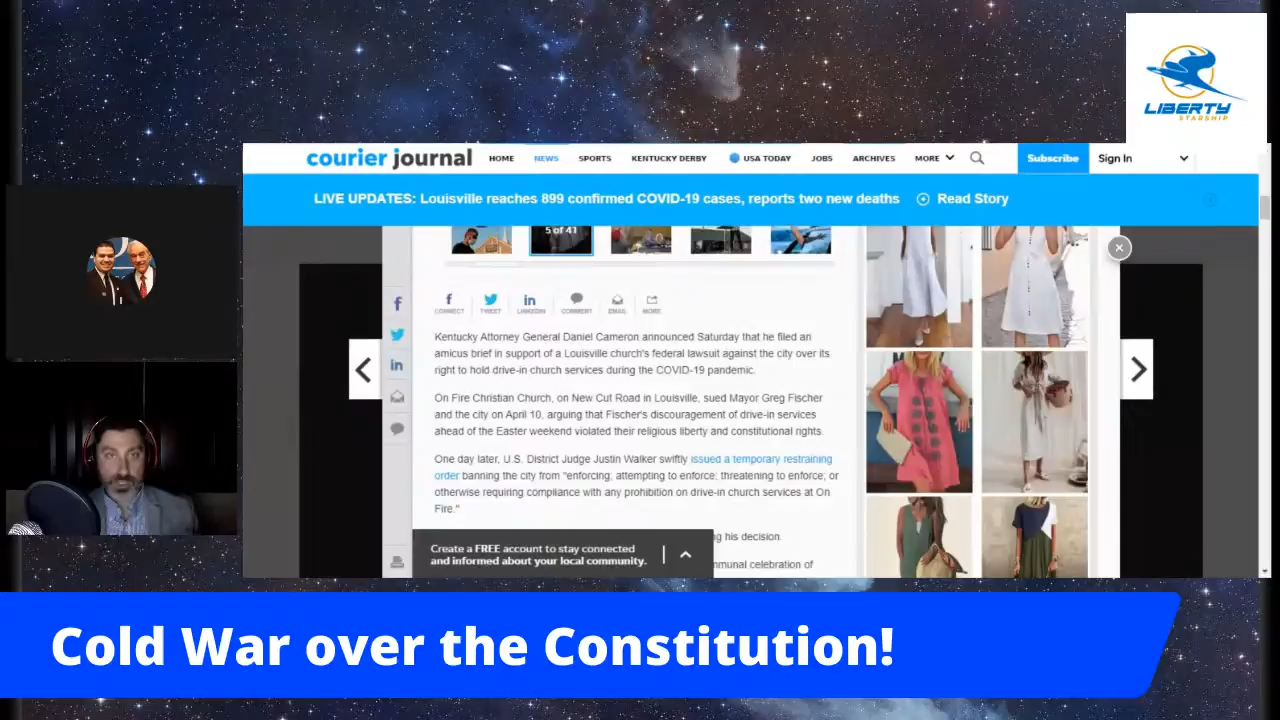 LIBERTY
STARSHIP
courier journal
HOME NEWS SPORTS KENTUCKY DERBY USA TODAY JOBS ARCHIVES MORE
Subscribe
Sign In
LIVE UPDATES: Louisville reaches 899 confirmed COVID-19 cases, reports two new deaths Read Story
5 of 41
CONNECT TWEET LINKEDIN COMMENT EMAIL MORE
Kentucky Attorney General Daniel Cameron announced Saturday that he filed an
amicus brief in support of a Louisville church's federal lawsuit against the city over its
right to hold drive-in church services during the COVID-19 pandemic.
On Fire Christian Church, on New Cut Road in Louisville, sued Mayor Greg Fischer
and the city on April 10, arguing that Fischer's discouragement of drive-in services
ahead of the Easter weekend violated their religious liberty and constitutional rights.
One day later, U.S. District Judge Justin Walker swiftly issued a temporary restraining
order banning the city from "enforcing; attempting to enforce; threatening to enforce; or
otherwise requiring compliance with any prohibition on drive-in church services at On
Fire."
his decision.
Create a FREE account to stay connected
and informed about your local community.
celebration of
Cold War over the Constitution!